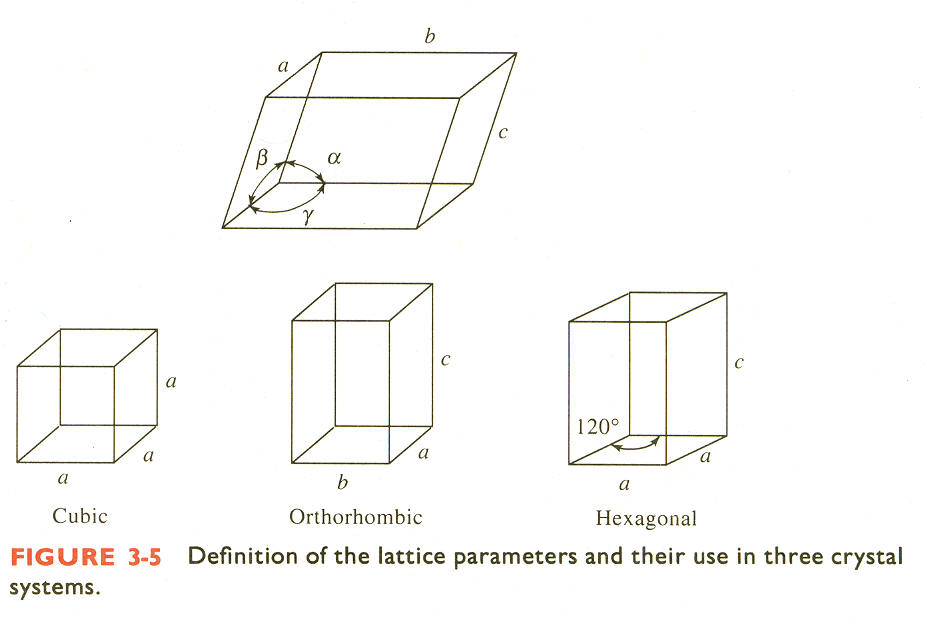 b
a
c
β α
γ
a
a
a
c
a
b
120°
c
a
a
Cubic Orthorhombic Hexagonal
FIGURE 3-5 Definition of the lattice parameters and their use in three crystal
systems.